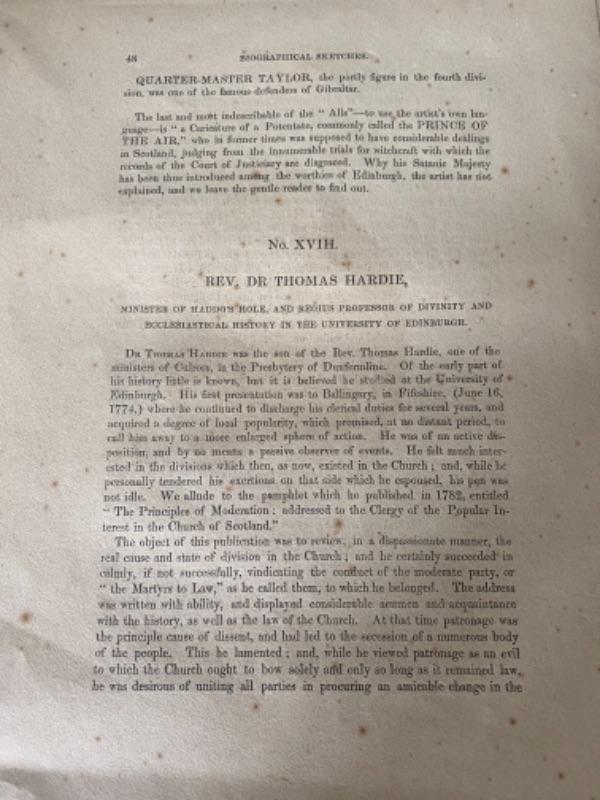 48 BIOGRAPHICAL SKETCHES.
QUARTER-MASTER TAYLOR, the portly figure in the fourth divi-
sion, was one of the famous defenders of Gibraltar.
The last and most indescribable of the " Alls"—to use the artist's own lan-
guage—is " a Caricature of a Potentate, commonly called the PRINCE OF
THE AIR," who in former times was supposed to have considerable dealings
in Scotland, judging from the innumerable trials for witchcraft with which the
records of the Court of Justiciary are disgraced. Why his Satanic Majesty
has been thus introduced among the worthies of Edinburgh, the artist has not
explained, and we leave the gentle reader to find out.
No. XVIII.
REV. DR THOMAS HARDIE,
MINISTER OF HADDOW'HOLE, AND REGIUS PROFESSOR OF DIVINITY AND
ECCLESIASTICAL HISTORY IN THE UNIVERSITY OF EDINBURGH.
DR THOMAS HARDIE was the son of the Rev. Thomas Hardie, one of the
ministers of Culross, in the Presbytery of Dunfermline. Of the early part of
his history little is known, but it is believed he studied at the University of
Edinburgh. His first presentation was to Ballingary, in Fifeshire, (June 16,
1774,) where he continued to discharge his clerical duties for several years, and
acquired a degree of local popularity, which promised, at no distant period, to
call him away to a more enlarged sphere of action. He was of an active dis-
position, and by no means a passive observer of events. He felt much inter-
ested in the divisions which then, as now, existed in the Church ; and, while he
personally tendered his exertions on that side which he espoused, his pen was
not idle. We allude to the pamphlet which he published in 1782, entitled
" The Principles of Moderation : addressed to the Clergy of the Popular In-
terest in the Church of Scotland."
The object of this publication was to review, in a dispassionate manner, the
real cause and state of division in the Church ; and he certainly succeeded in
calmly, if not successfully, vindicating the conduct of the moderate party, or
" the Martyrs to Law," as he called them, to which he belonged. The address
was written with ability, and displayed considerable acumen and acquaintance
with the history, as well as the law of the Church. At that time patronage was
the principle cause of dissent, and had led to the secession of a numerous body
of the people. This he lamented ; and, while he viewed patronage as an evil
to which the Church ought to bow solely and only so long as it remained law,
he was desirous of uniting all parties in procuring an amicable change in the